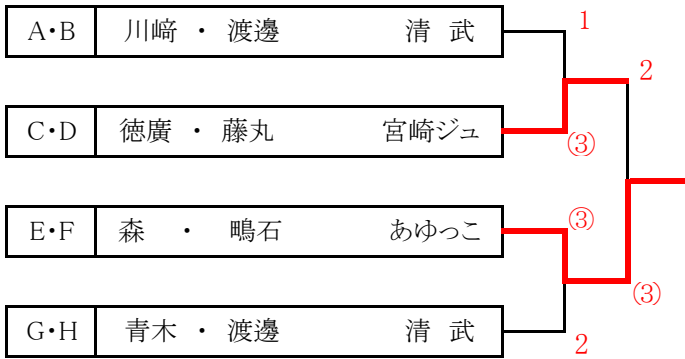 A・B 川﨑 ・ 渡邊 清 武
1
2
C・D 徳廣 ・ 藤丸 宮崎ジュ
(3)
E・F 森 ・ 鴫石 あゆっこ
(3)
(3)
G・H 青木 ・ 渡邊 清 武
2